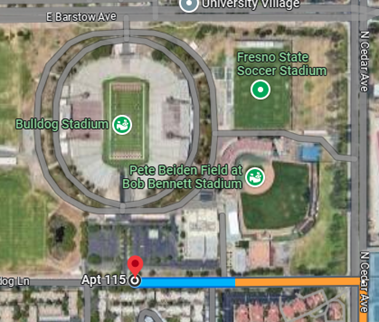 University Village
E Barstow Ave
Fresno State
Soccer Stadium
Bulldog Stadium
Pete Beiden Field at
Bob Bennett Stadium
N Cedar Ave
N Cedar Ave
Apt 115
dog Ln